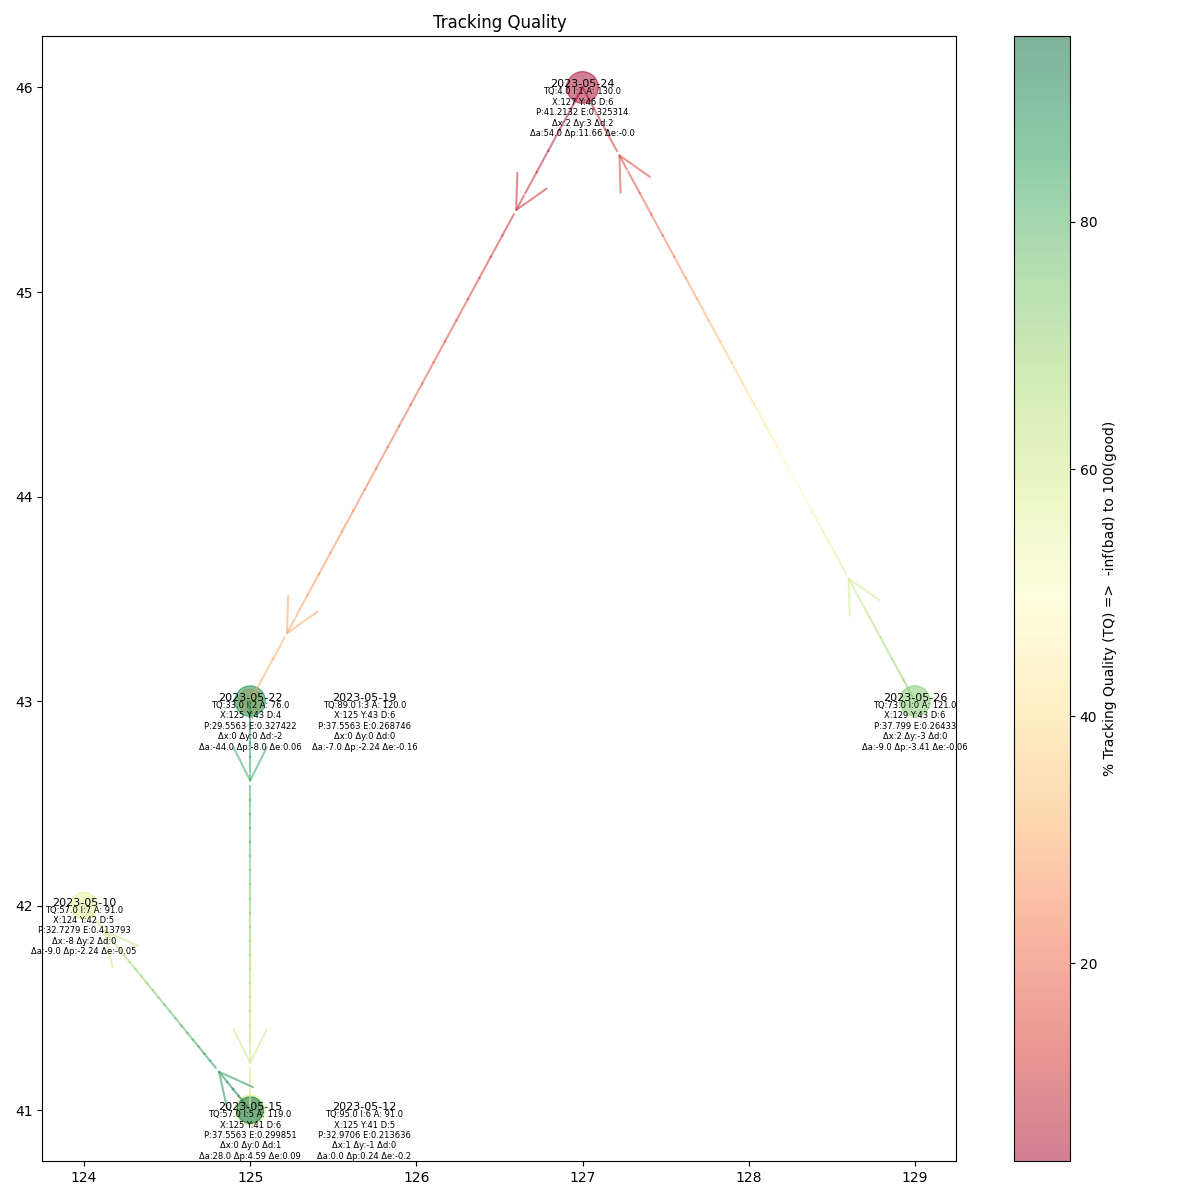 Tracking Quality
46
45
44
43
42
41
124
125
126
127
128
129
2023-05-24
TQ:4.0 I:1 A: 130.0
X:127 Y:46 D:6
P:41.2132 E:0.325314
Δx:2 Δy:3 Δd:2
Δa:54.0 Δp:11.66 Δe:-0.0
2023-05-22
TQ:33.0 I:2 A: 76.0
X:125 Y:43 D:4
P:29.5563 E:0.327422
Δx:0 Δy:0 Δd:-2
Δa:-44.0 Δp:-8.0 Δe:0.06
2023-05-19
TQ:89.0 I:3 A: 120.0
X:125 Y:43 D:6
P:37.5563 E:0.268746
Δx:0 Δy:0 Δd:0
Δa:-7.0 Δp:-2.24 Δe:-0.16
2023-05-26
TQ:73.0 I:0 A: 121.0
X:129 Y:43 D:6
P:37.799 E:0.26433
Δx:2 Δy:-3 Δd:0
Δa:-9.0 Δp:-3.41 Δe:-0.06
2023-05-10
TQ:57.0 I:7 A: 91.0
X:124 Y:42 D:5
P:32.7279 E:0.413793
Δx:-8 Δy:2 Δd:0
Δa:-9.0 Δp:-2.24 Δe:-0.05
2023-05-15
TQ:57.0 I:5 A: 119.0
X:125 Y:41 D:6
P:37.5563 E:0.299851
Δx:0 Δy:0 Δd:1
Δa:28.0 Δp:4.59 Δe:0.09
2023-05-12
TQ:95.0 I:6 A: 91.0
X:125 Y:41 D:5
P:32.9706 E:0.213636
Δx:1 Δy:-1 Δd:0
Δa:0.0 Δp:0.24 Δe:-0.2
80
60
40
20
% Tracking Quality (TQ) =>  -inf(bad) to 100(good)